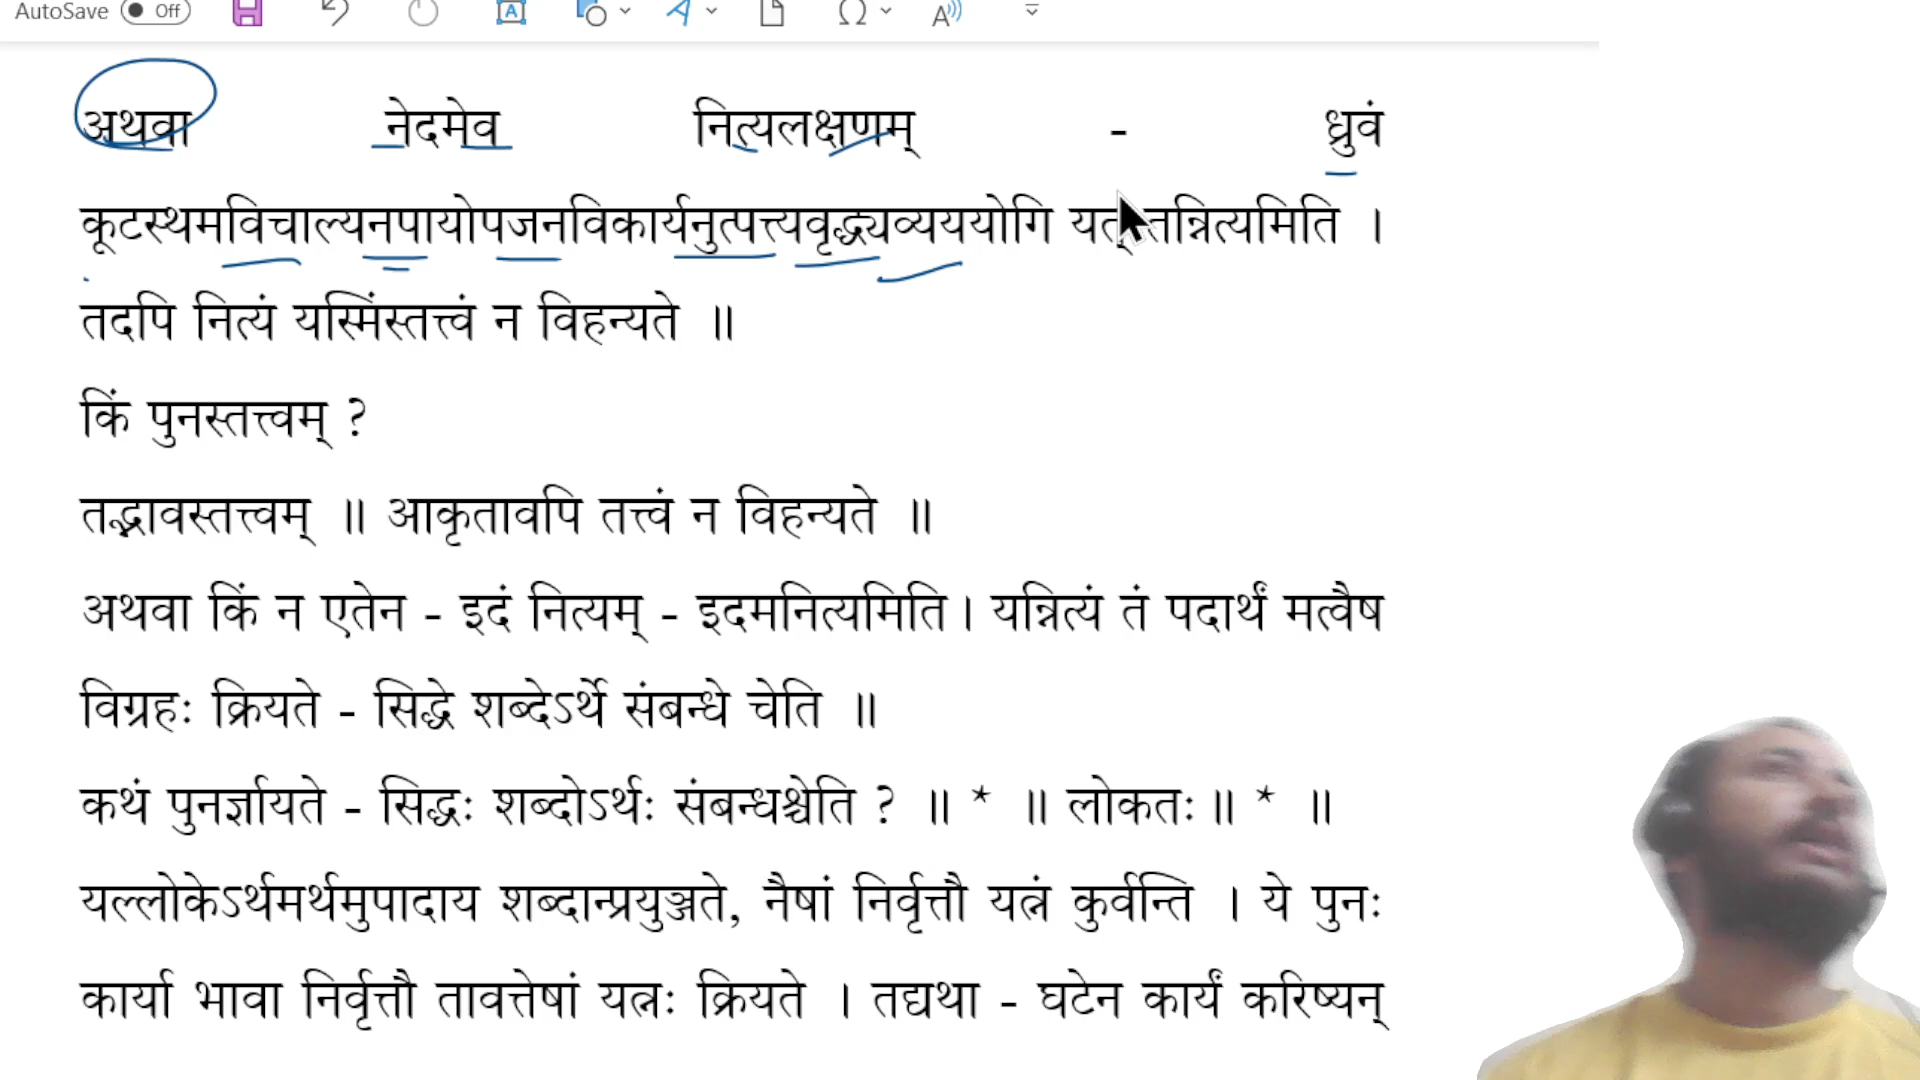 AutoSave Off
अथवा नेदमेव नित्यलक्षणम् - ध्रुवं
कूटस्थमविचाल्यनपायोपजनविकार्यनुत्पत्त्यवृद्ध्यव्यययोगि यत् तन्नित्यमिति ।
तदपि नित्यं यस्मिंस्तत्त्वं न विहन्यते ॥
किं पुनस्तत्त्वम् ?
तद्भावस्तत्त्वम् ॥ आकृतावपि तत्त्वं न विहन्यते ॥
अथवा किं न एतेन - इदं नित्यम् - इदमनित्यमिति । यन्नित्यं तं पदार्थं मत्वैष
विग्रहः क्रियते - सिद्धे शब्देऽर्थे संबन्धे चेति ॥
कथं पुनर्ज्ञायते - सिद्धः शब्दोऽर्थः संबन्धश्चेति ? ॥ * ॥ लोकतः ॥ * ॥
यल्लोकेऽर्थमर्थमुपादाय शब्दान्प्रयुञ्जते, नैषां निर्वृत्तौ यत्नं कुर्वन्ति । ये पुनः
कार्या भावा निर्वृत्तौ तावत्तेषां यत्नः क्रियते । तद्यथा - घटेन कार्यं करिष्यन्